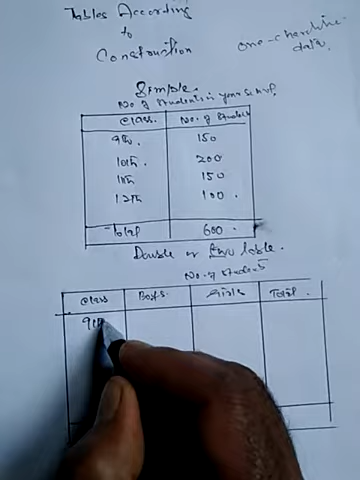 Tables According
to
Construction
one-
data.
Simple.
No of students in your school
Class. No. of Students
9th 150
10th. 200
11th 150
12th 100.
Total 600.
Double or Two table.
No. of students
Class Boys. Girls Total.
9th